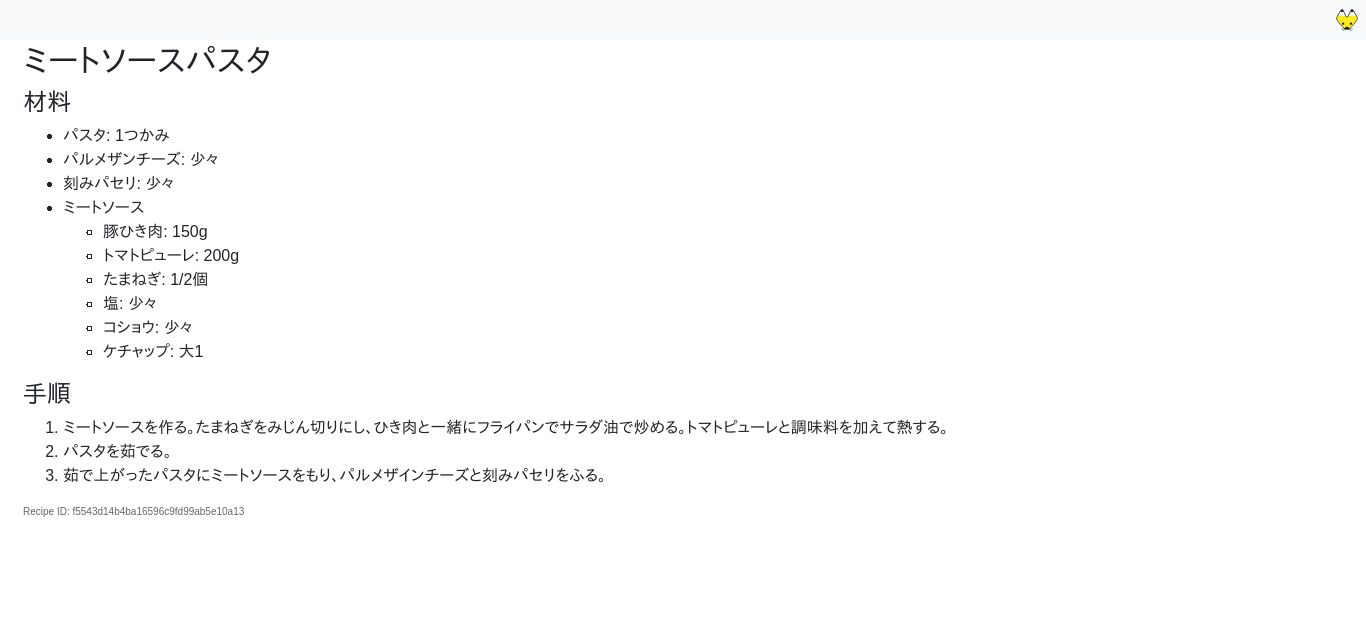 ミートソースパスタ
材料
パスタ: 1つかみ
パルメザンチーズ: 少々
刻みパセリ: 少々
ミートソース
豚ひき肉: 150g
トマトピューレ: 200g
たまねぎ: 1/2個
塩: 少々
コショウ: 少々
ケチャップ: 大1
手順
1. ミートソースを作る。たまねぎをみじん切りにし、ひき肉と一緒にフライパンでサラダ油で炒める。トマトピューレと調味料を加えて熱する。
2. パスタを茹でる。
3. 茹で上がったパスタにミートソースをもり、パルメザインチーズと刻みパセリをふる。
Recipe ID: f5543d14b4ba16596c9fd99ab5e10a13